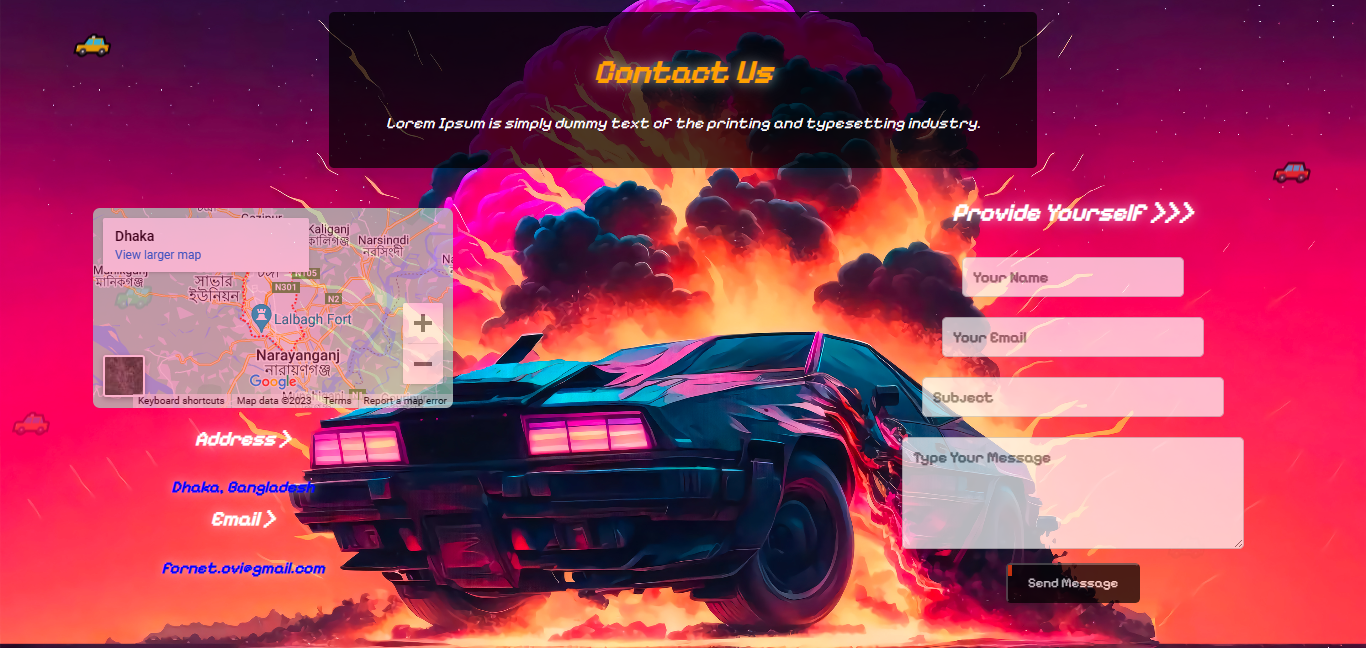 Contact Us
Lorem Ipsum is simply dummy text of the printing and typesetting industry.
Dhaka
View larger map
Gazipur
Kaliganj
কালিগঞ্জ
Narsingdi
নরসিংদী
মানিকগঞ্জ
সাভার
ইউনিয়ন
N105
N301
N2
Lalbagh Fort
Narayanganj
নারায়ণগঞ্জ
Google
Keyboard shortcuts
Map data ©2023
Terms
Report a map error
Address >
Dhaka, Bangladesh
Email >
fornet.ovi@gmail.com
Provide Yourself >>>
Your Name
Your Email
Subject
Type Your Message
Send Message